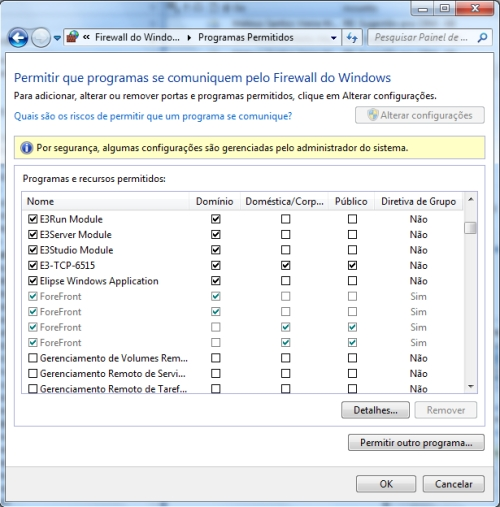 Firewall do Windo... Programas Permitidos
Pesquisar Painel de ...
Permitir que programas se comuniquem pelo Firewall do Windows
Para adicionar, alterar ou remover portas e programas permitidos, clique em Alterar configurações.
Quais são os riscos de permitir que um programa se comunique?
Alterar configurações
Por segurança, algumas configurações são gerenciadas pelo administrador do sistema.
Programas e recursos permitidos:
Nome Domínio Doméstica/Corp... Público Diretiva de Grupo
E3Run Module Não
E3Server Module Não
E3Studio Module Não
E3-TCP-6515 Não
Elipse Windows Application Não
ForeFront Sim
ForeFront Sim
ForeFront Sim
ForeFront Sim
Gerenciamento de Volumes Rem... Não
Gerenciamento Remoto de Servi... Não
Gerenciamento Remoto de Taref... Não
Detalhes... Remover
Permitir outro programa...
OK Cancelar